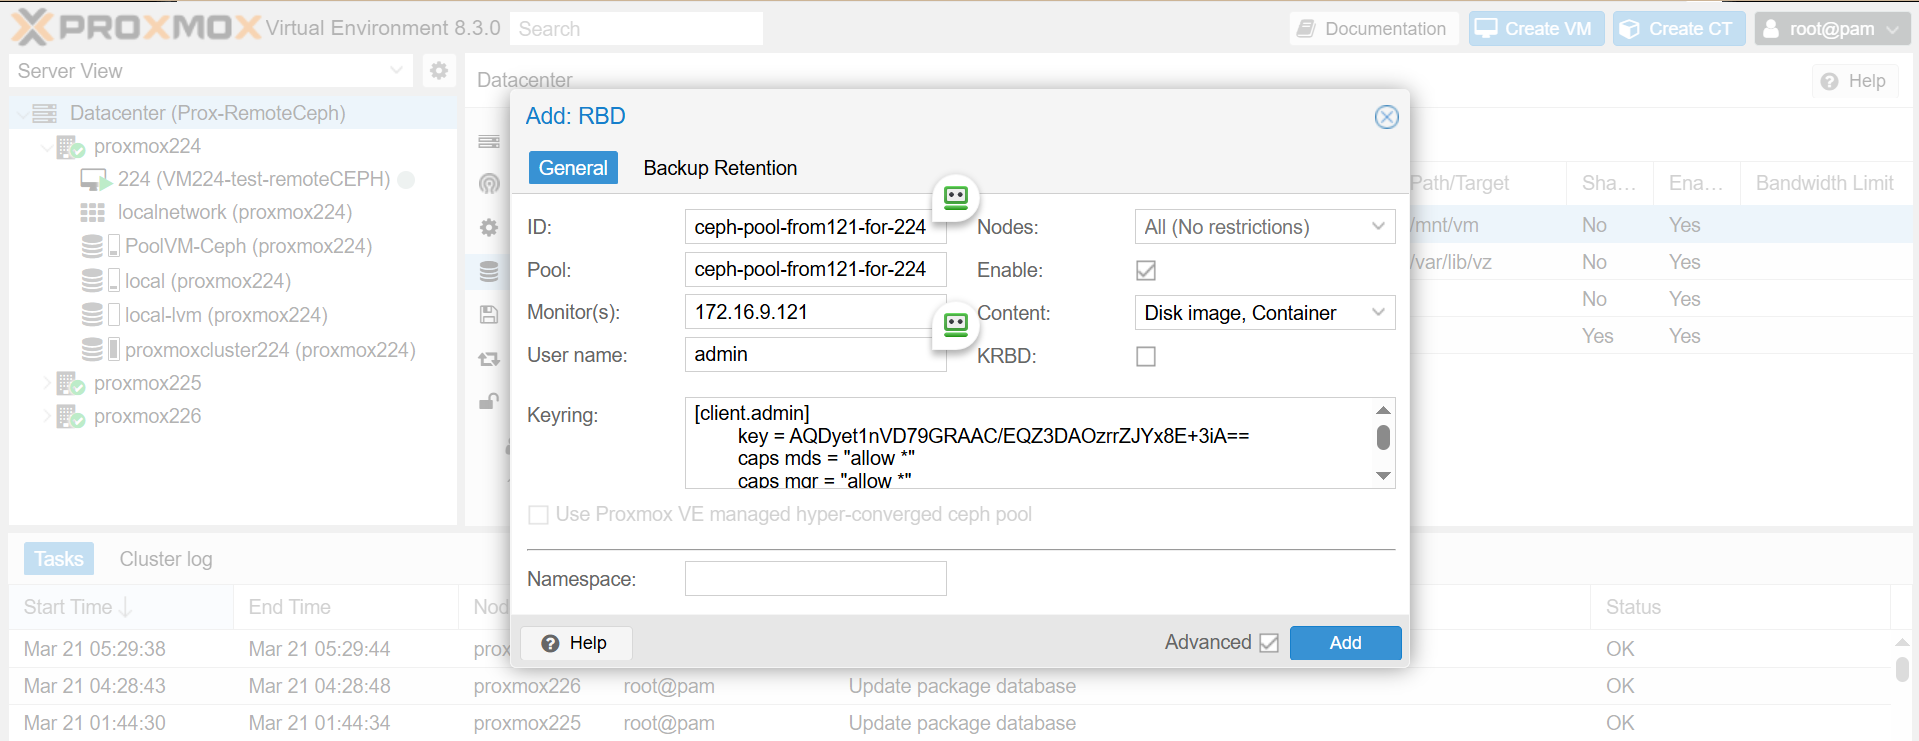 PROXMOX Virtual Environment 8.3.0 Search Documentation Create VM Create CT root@pam
Server View
Datacenter
Help
Datacenter (Prox-RemoteCeph)
proxmox224
224 (VM224-test-remoteCEPH)
localnetwork (proxmox224)
PoolVM-Ceph (proxmox224)
local (proxmox224)
local-lvm (proxmox224)
proxmoxcluster224 (proxmox224)
proxmox225
proxmox226
Add: RBD
General Backup Retention
ID: ceph-pool-from121-for-224 Nodes: All (No restrictions)
Pool: ceph-pool-from121-for-224 Enable:
Monitor(s): 172.16.9.121 Content: Disk image, Container
User name: admin KRBD:
Keyring: [client.admin]
key = AQDyet1nVD79GRAAC/EQZ3DAOzrrZJYx8E+3iA==
caps mds = "allow *"
caps mgr = "allow *"
Use Proxmox VE managed hyper-converged ceph pool
Namespace:
Help Advanced Add
Path/Target Sha... Ena... Bandwidth Limit
/mnt/vm No Yes
/var/lib/vz No Yes
No Yes
Yes Yes
Tasks Cluster log
Start Time End Time Nod Status
Mar 21 05:29:38 Mar 21 05:29:44 prox OK
Mar 21 04:28:43 Mar 21 04:28:48 proxmox226 root@pam Update package database OK
Mar 21 01:44:30 Mar 21 01:44:34 proxmox225 root@pam Update package database OK